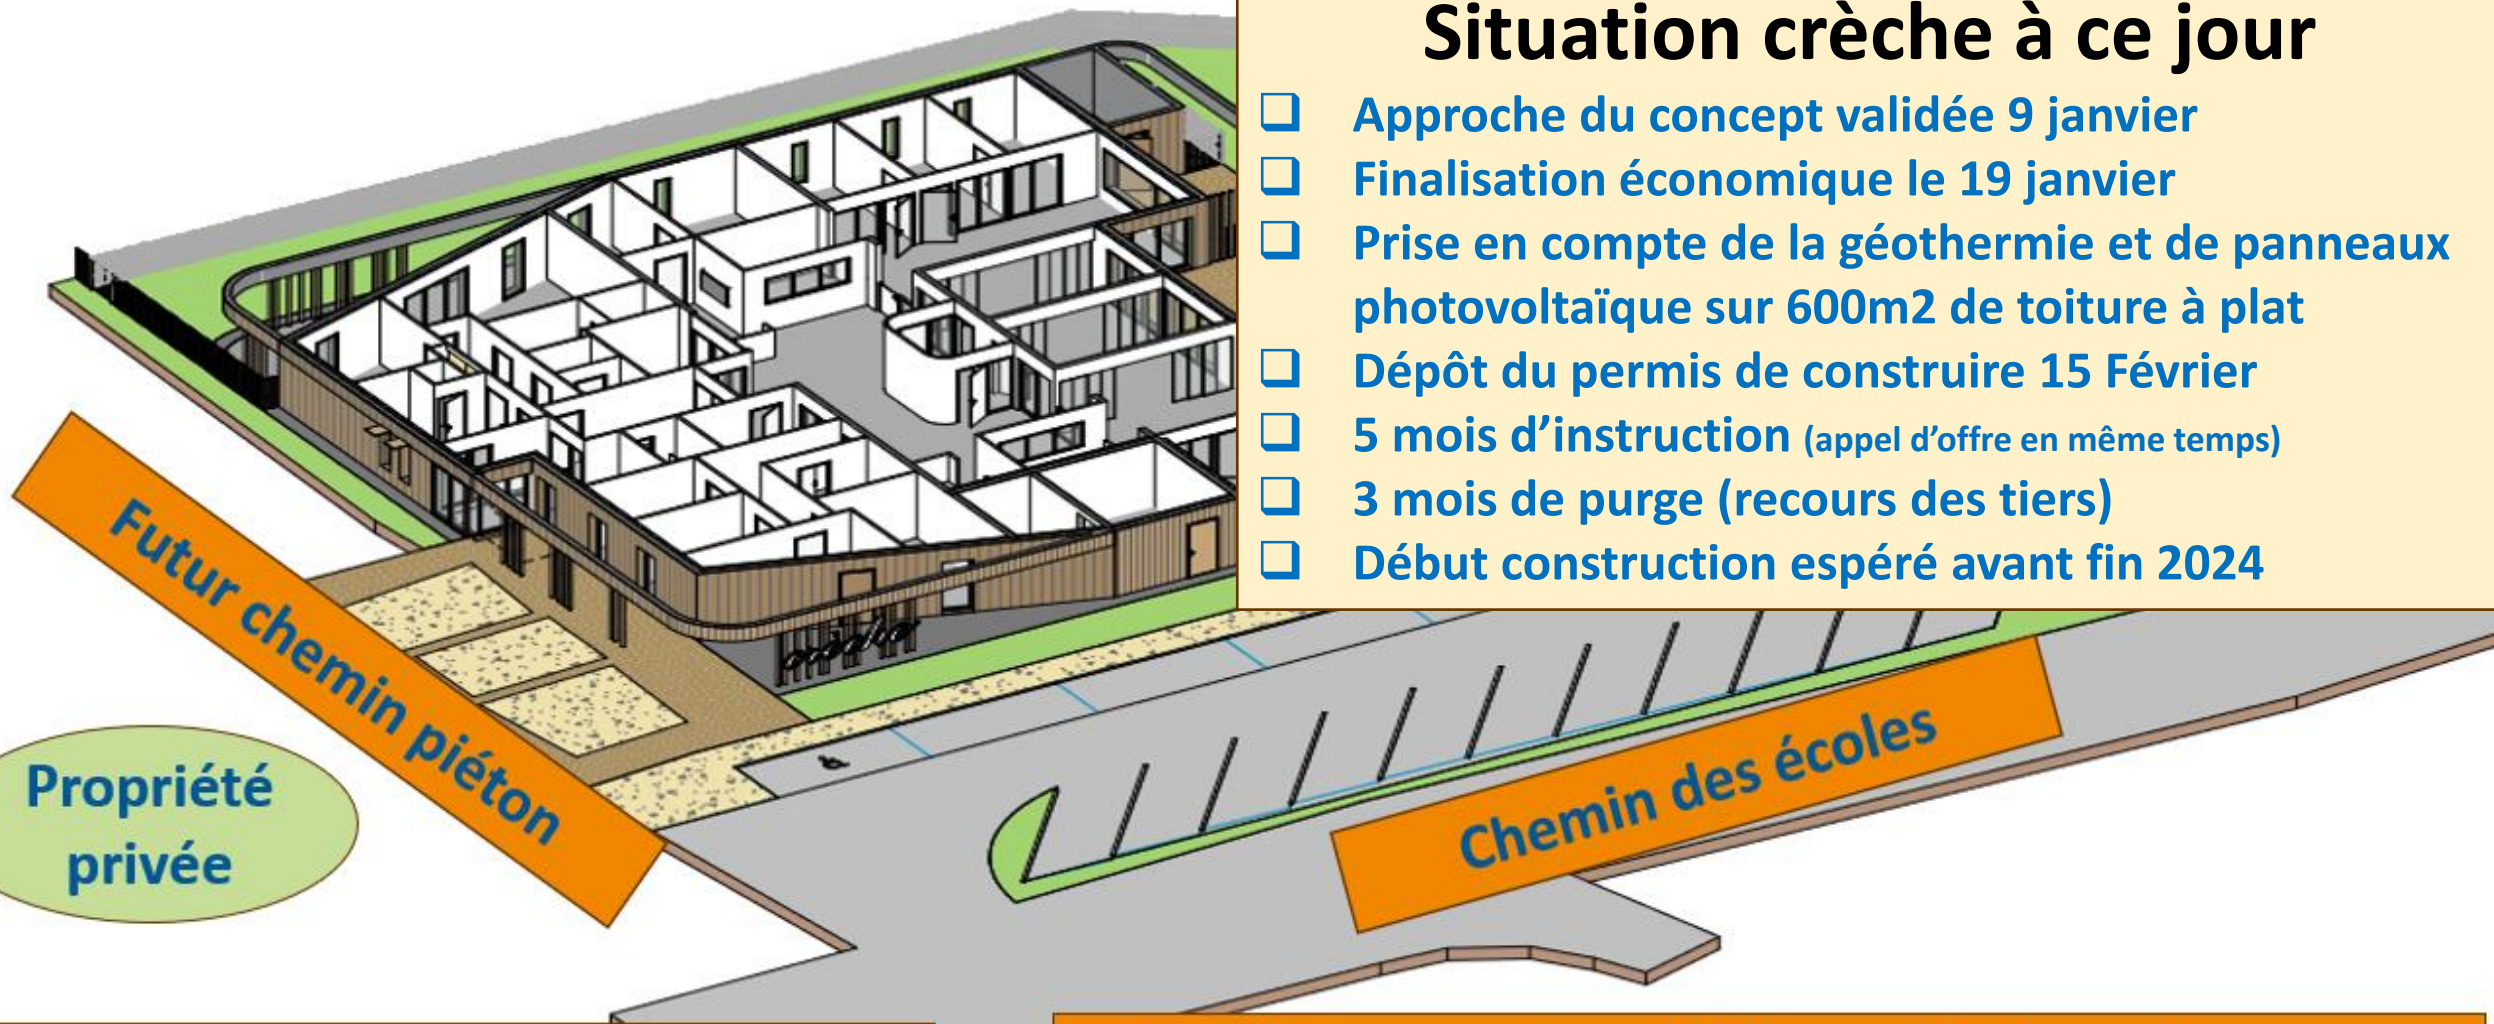 Situation crèche à ce jour
❑ Approche du concept validée 9 janvier
❑ Finalisation économique le 19 janvier
❑ Prise en compte de la géothermie et de panneaux
photovoltaïque sur 600m2 de toiture à plat
❑ Dépôt du permis de construire 15 Février
❑ 5 mois d’instruction (appel d’offre en même temps)
❑ 3 mois de purge (recours des tiers)
❑ Début construction espéré avant fin 2024
crèche
Futur chemin piéton
Chemin des écoles
Propriété
privée